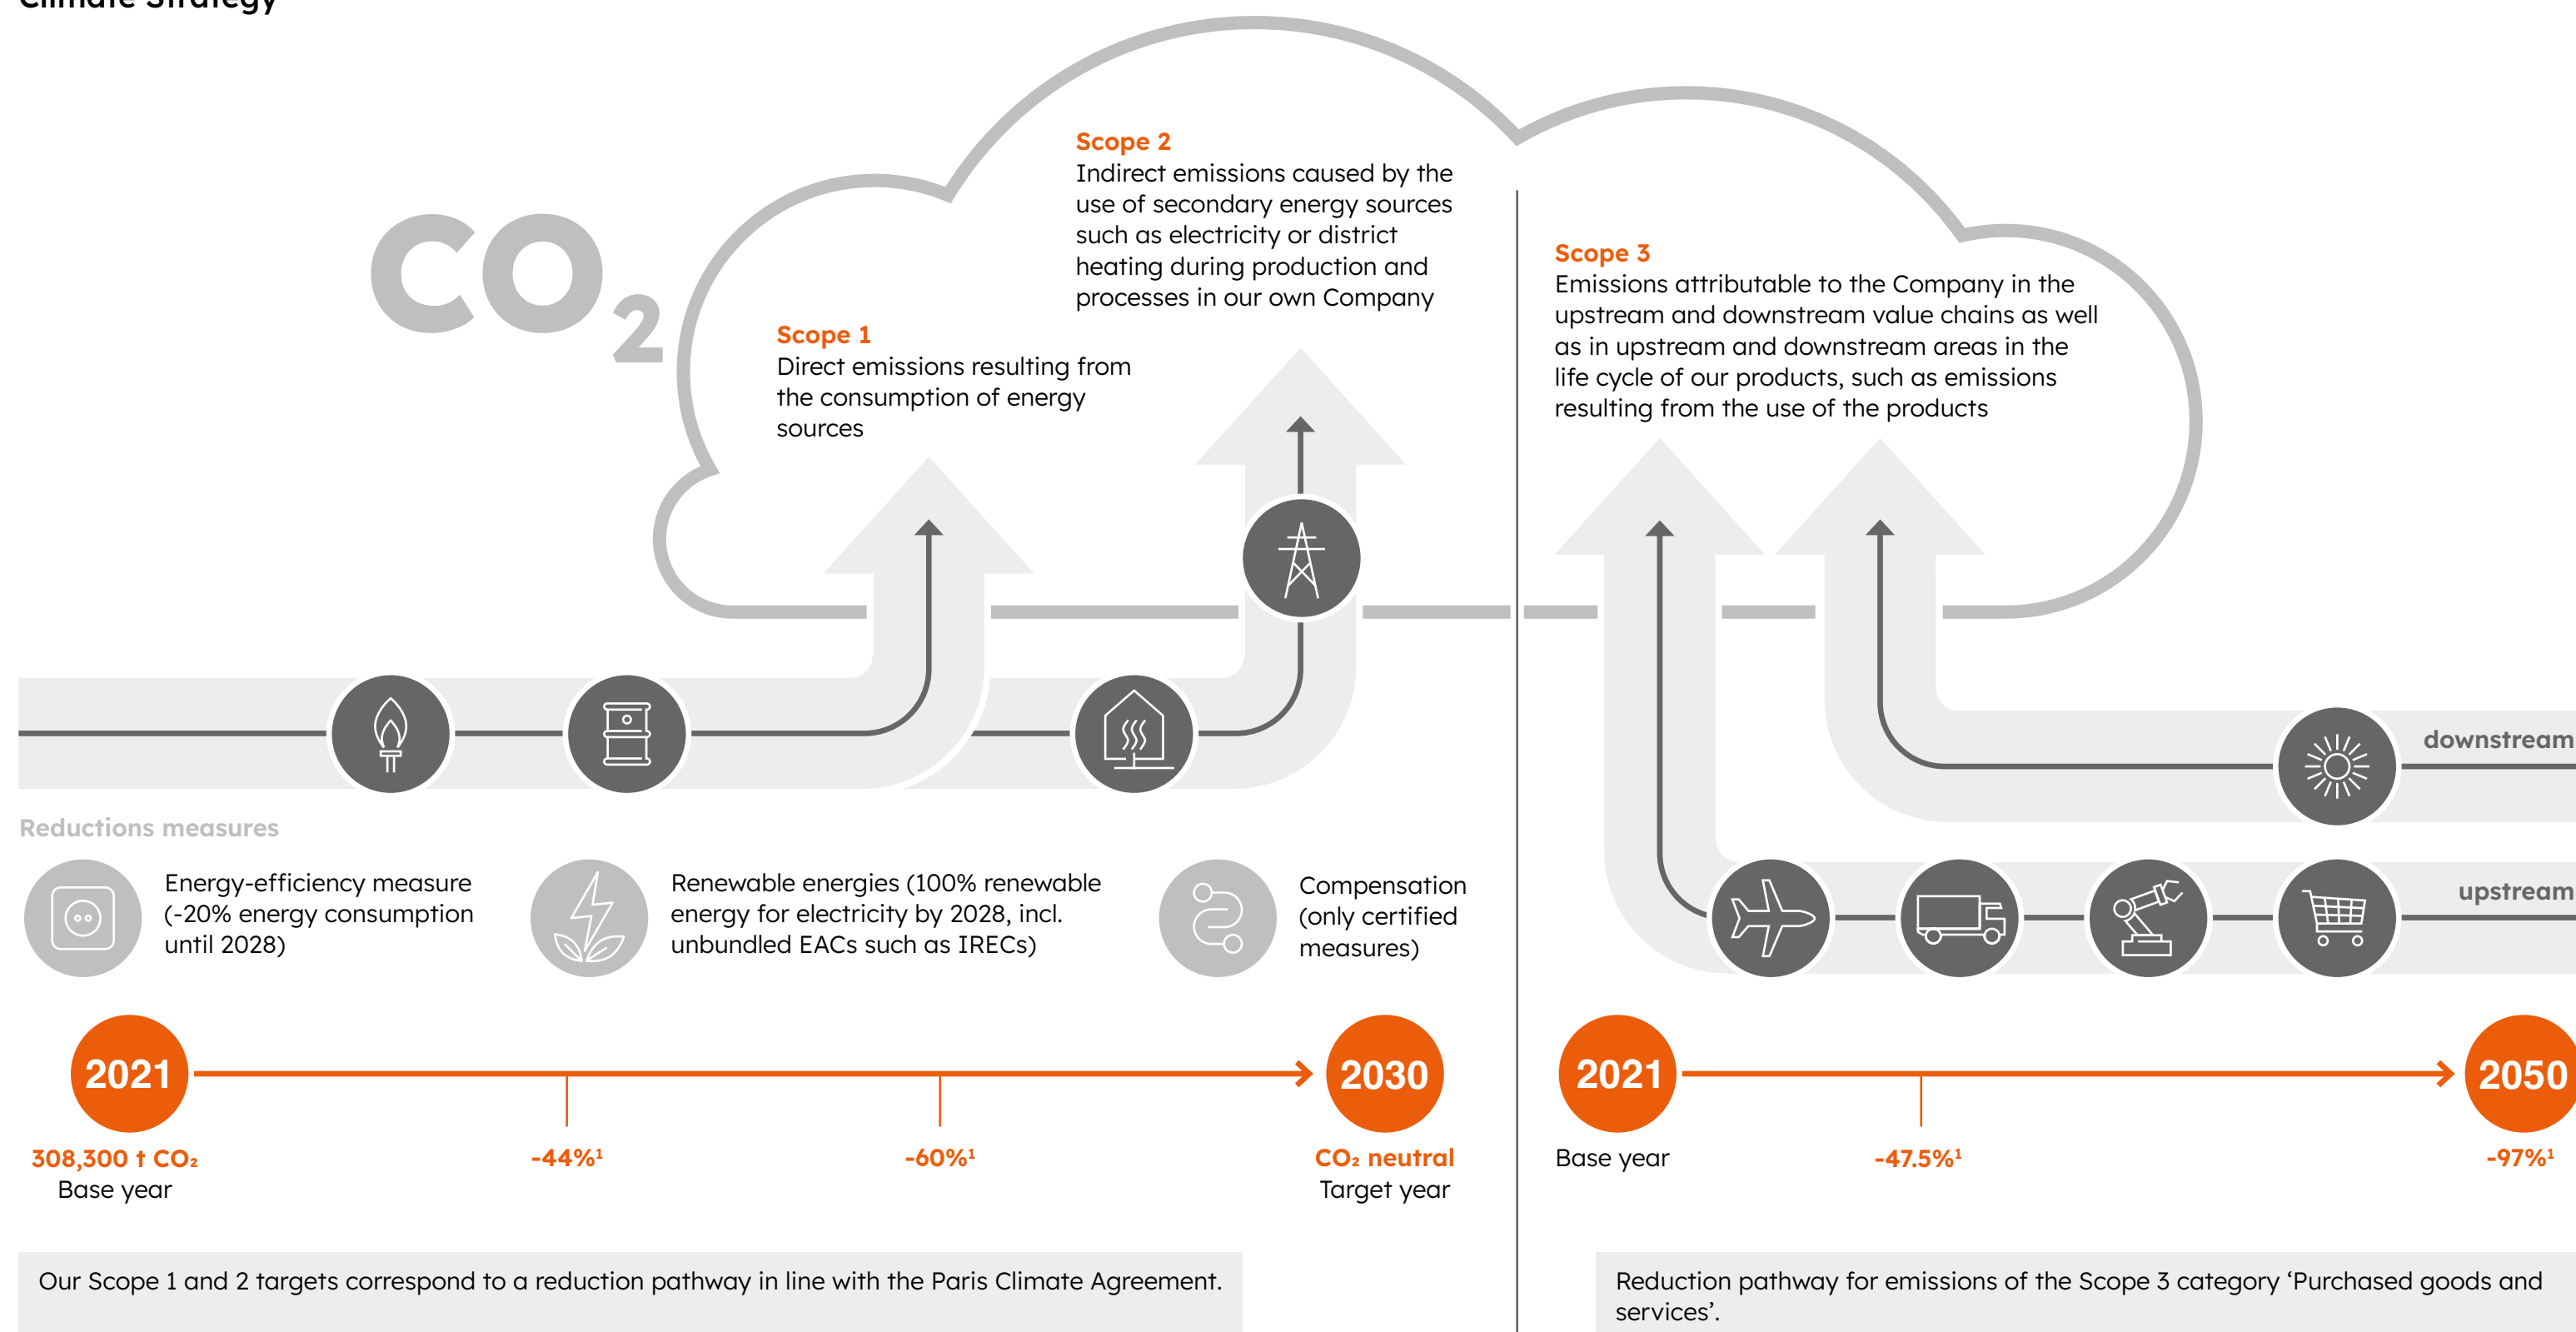 Climate Strategy
CO₂
Scope 2
Indirect emissions caused by the
use of secondary energy sources
such as electricity or district
heating during production and
processes in our own Company
Scope 1
Direct emissions resulting from
the consumption of energy
sources
Scope 3
Emissions attributable to the Company in the
upstream and downstream value chains as well
as in upstream and downstream areas in the
life cycle of our products, such as emissions
resulting from the use of the products
downstream
upstream
Reductions measures
Energy-efficiency measure
(-20% energy consumption
until 2028)
Renewable energies (100% renewable
energy for electricity by 2028, incl.
unbundled EACs such as IRECs)
Compensation
(only certified
measures)
2021
2030
308,300 t CO₂
Base year
-44%¹
-60%¹
CO₂ neutral
Target year
2021
2050
Base year
-47.5%¹
-97%¹
Our Scope 1 and 2 targets correspond to a reduction pathway in line with the Paris Climate Agreement.
Reduction pathway for emissions of the Scope 3 category ‘Purchased goods and
services’.